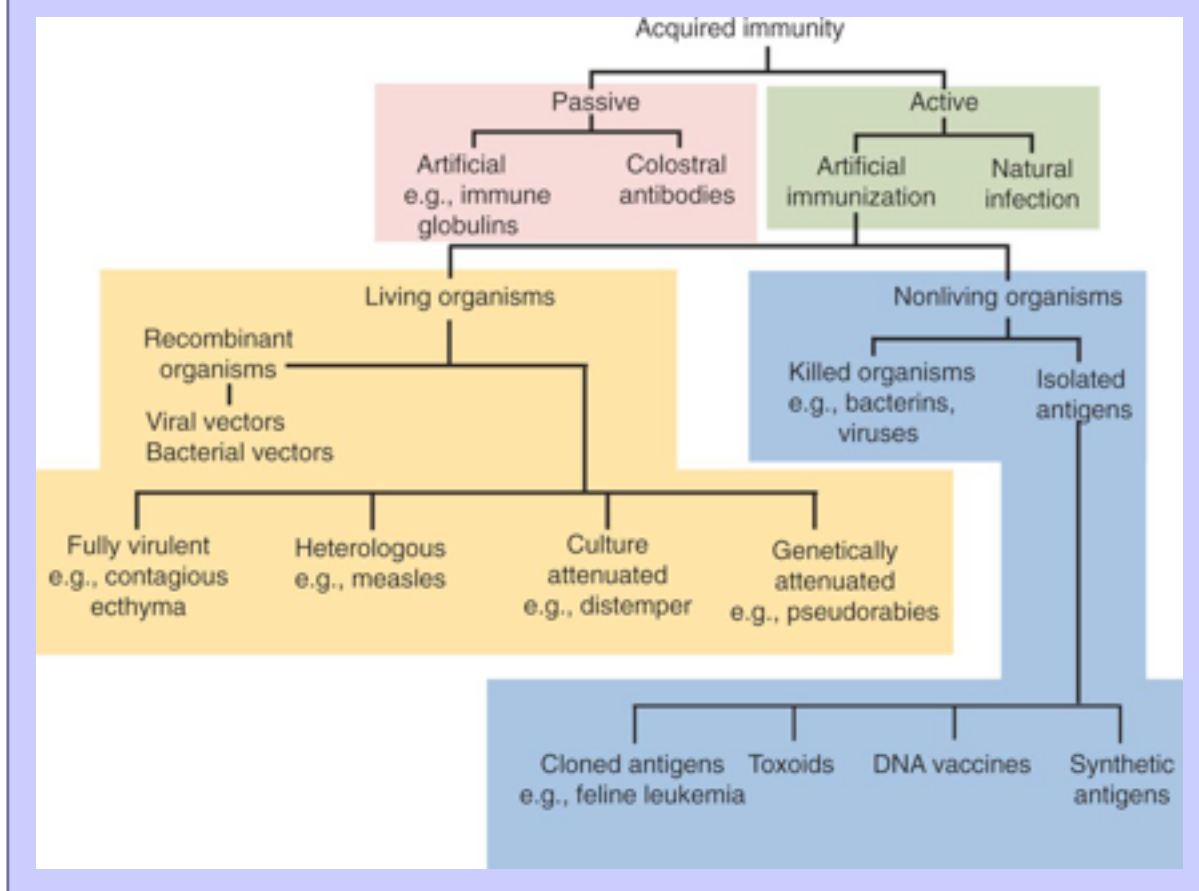 Acquired immunity
Passive
Active
Artificial
e.g., immune
globulins
Colostral
antibodies
Artificial
immunization
Natural
infection
Living organisms
Nonliving organisms
Recombinant
organisms
Viral vectors
Bacterial vectors
Killed organisms
e.g., bacterins,
viruses
Isolated
antigens
Fully virulent
e.g., contagious
ecthyma
Heterologous
e.g., measles
Culture
attenuated
e.g., distemper
Genetically
attenuated
e.g., pseudorabies
Cloned antigens
e.g., feline leukemia
Toxoids
DNA vaccines
Synthetic
antigens